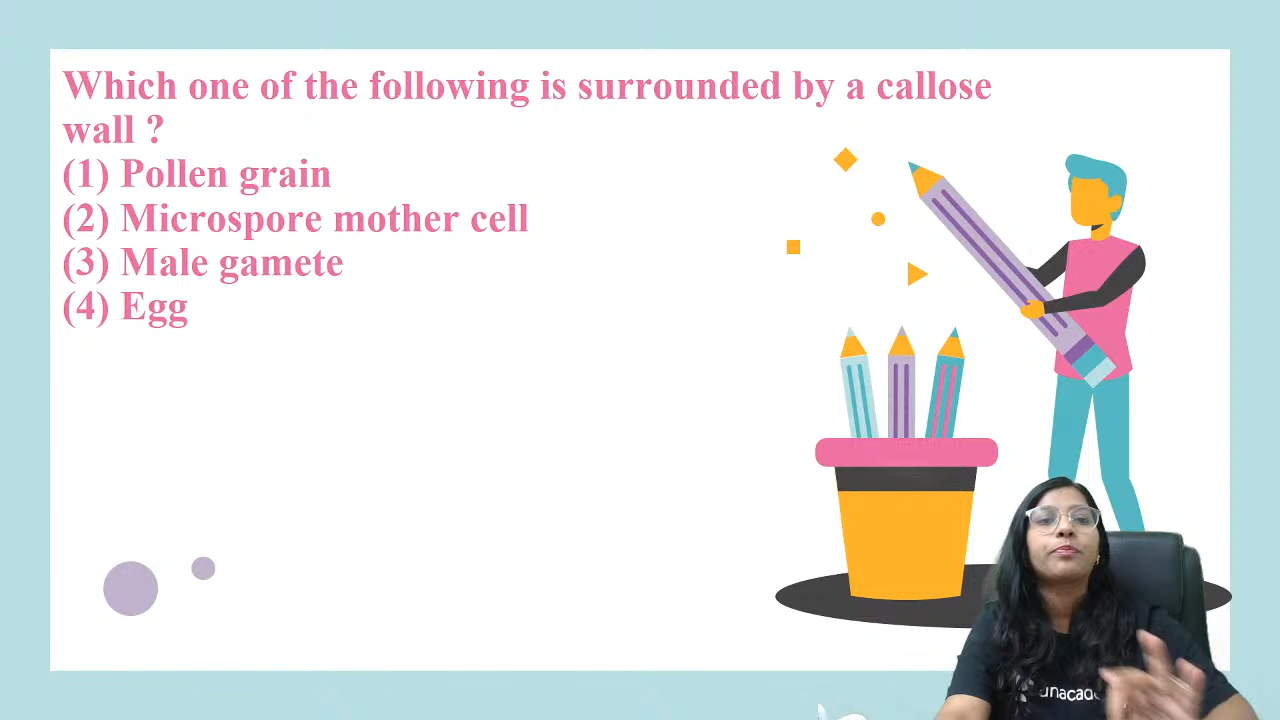 Which one of the following is surrounded by a callose
wall ?
(1) Pollen grain
(2) Microspore mother cell
(3) Male gamete
(4) Egg